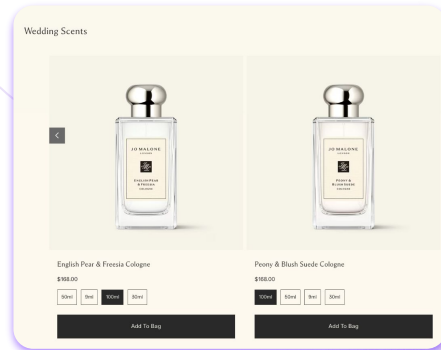 Wedding Scents
JO MALONE
LONDON
ENGLISH PEAR
& FREESIA
COLOGNE
JO MALONE
LONDON
PEONY &
BLUSH SUEDE
COLOGNE
English Pear & Freesia Cologne
$168.00
50ml 9ml 100ml 30ml
Add To Bag
Peony & Blush Suede Cologne
$168.00
100ml 50ml 9ml 30ml
Add To Bag